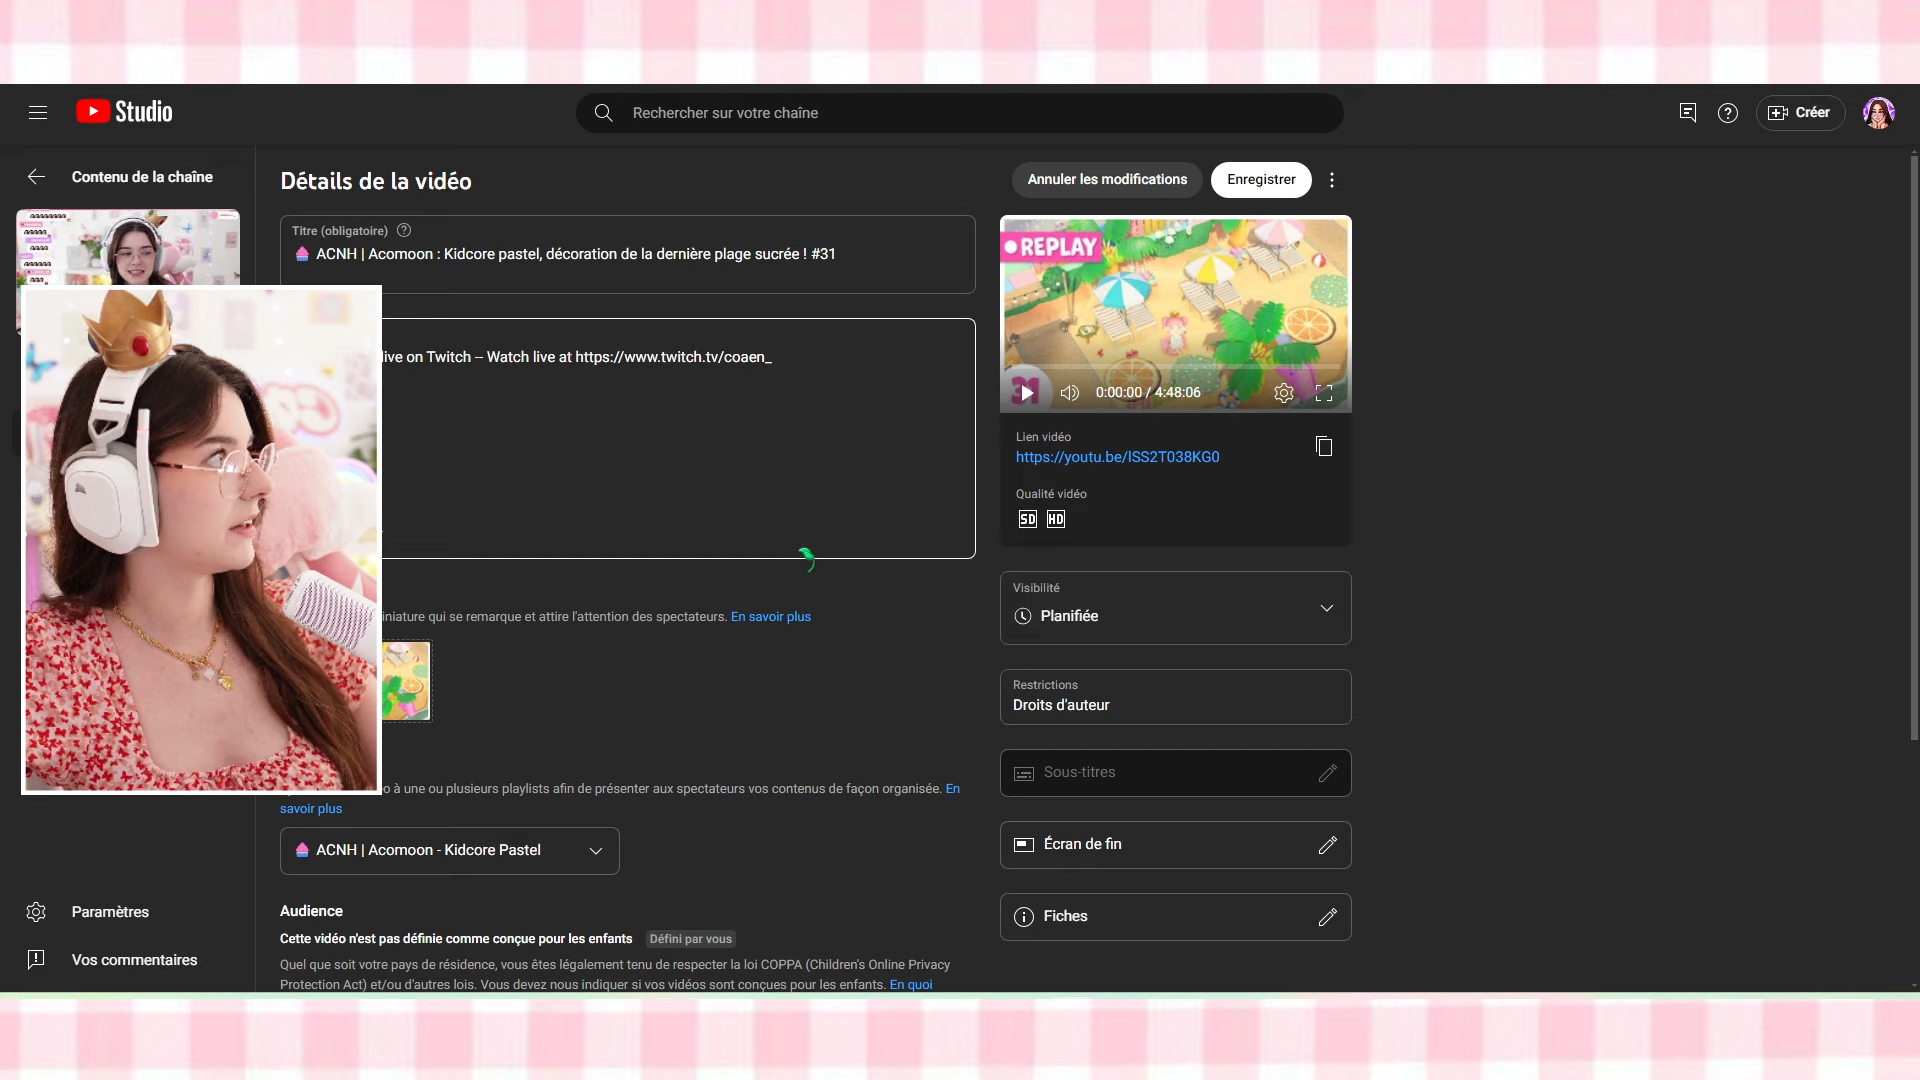 Studio
Rechercher sur votre chaîne
Créer
Contenu de la chaîne
Détails de la vidéo
Annuler les modifications
Enregistrer
Titre (obligatoire)
ACNH | Acomoon : Kidcore pastel, décoration de la dernière plage sucrée ! #31
live on Twitch -- Watch live at https://www.twitch.tv/coaen_
REPLAY
31
0:00:00 / 4:48:06
Lien vidéo
https://youtu.be/ISS2T038KG0
Qualité vidéo
SD HD
Visibilité
Planifiée
Restrictions
Droits d'auteur
Sous-titres
Écran de fin
Fiches
iniature qui se remarque et attire l'attention des spectateurs. En savoir plus
o à une ou plusieurs playlists afin de présenter aux spectateurs vos contenus de façon organisée. En
savoir plus
ACNH | Acomoon - Kidcore Pastel
Audience
Cette vidéo n'est pas définie comme conçue pour les enfants
Défini par vous
Quel que soit votre pays de résidence, vous êtes légalement tenu de respecter la loi COPPA (Children's Online Privacy
Protection Act) et/ou d'autres lois. Vous devez nous indiquer si vos vidéos sont conçues pour les enfants. En quoi
Paramètres
Vos commentaires